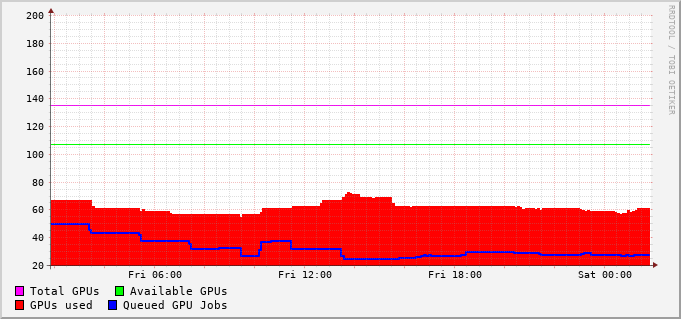 200
180
160
140
120
100
80
60
40
20
Fri 06:00 Fri 12:00 Fri 18:00 Sat 00:00
Total GPUs Available GPUs
GPUs used Queued GPU Jobs
RRDTOOL / TOBI OETIKER